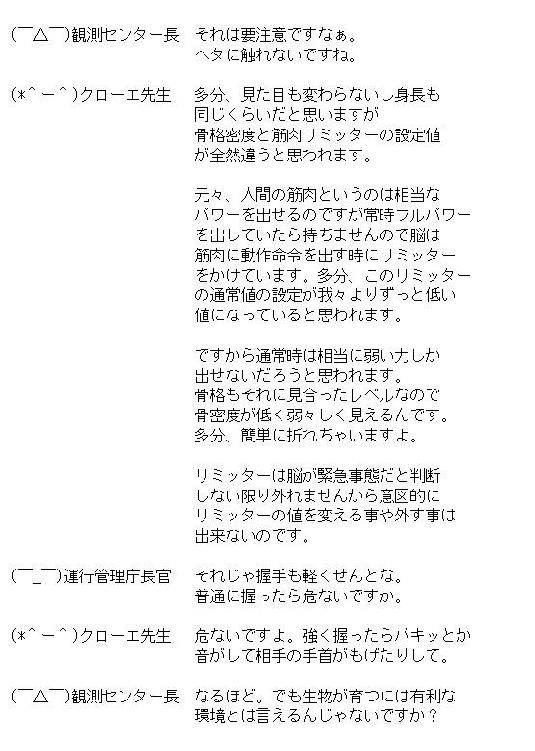 (￣△￣)観測センター長　それは要注意ですなぁ。
ヘタに触れないですね。
(*＾ー＾)クローエ先生　多分、見た目も変わらないし身長も
同じくらいだと思いますが
骨格密度と筋肉リミッターの設定値
が全然違うと思われます。
元々、人間の筋肉というのは相当な
パワーを出せるのですが常時フルパワー
を出していたら持ちませんので脳は
筋肉に動作命令を出す時にリミッター
をかけています。多分、このリミッター
の通常値の設定が我々よりずっと低い
値になっていると思われます。
ですから通常時は相当に弱い力しか
出せないだろうと思われます。
骨格もそれに見合ったレベルなので
骨密度が低く弱々しく見えるんです。
多分、簡単に折れちゃいますよ。
リミッターは脳が緊急事態だと判断
しない限り外れませんから意区的に
リミッターの値を変える事や外す事は
出来ないのです。
(￣_￣)運行管理庁長官　それじゃ握手も軽くせんとな。
普通に握ったら危ないですか。
(*＾ー＾)クローエ先生　危ないですよ。強く握ったらバキッとか
音がして相手の手首がもげたりして。
(￣△￣)観測センター長　なるほど。でも生物が育つには有利な
環境とは言えるんじゃないですか？